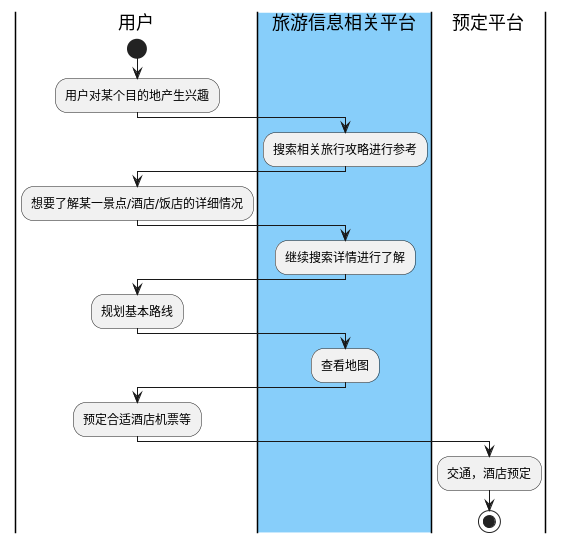 用户
旅游信息相关平台
预定平台
用户对某个目的地产生兴趣
搜索相关旅行攻略进行参考
想要了解某一景点/酒店/饭店的详细情况
继续搜索详情进行了解
规划基本路线
查看地图
预定合适酒店机票等
交通，酒店预定